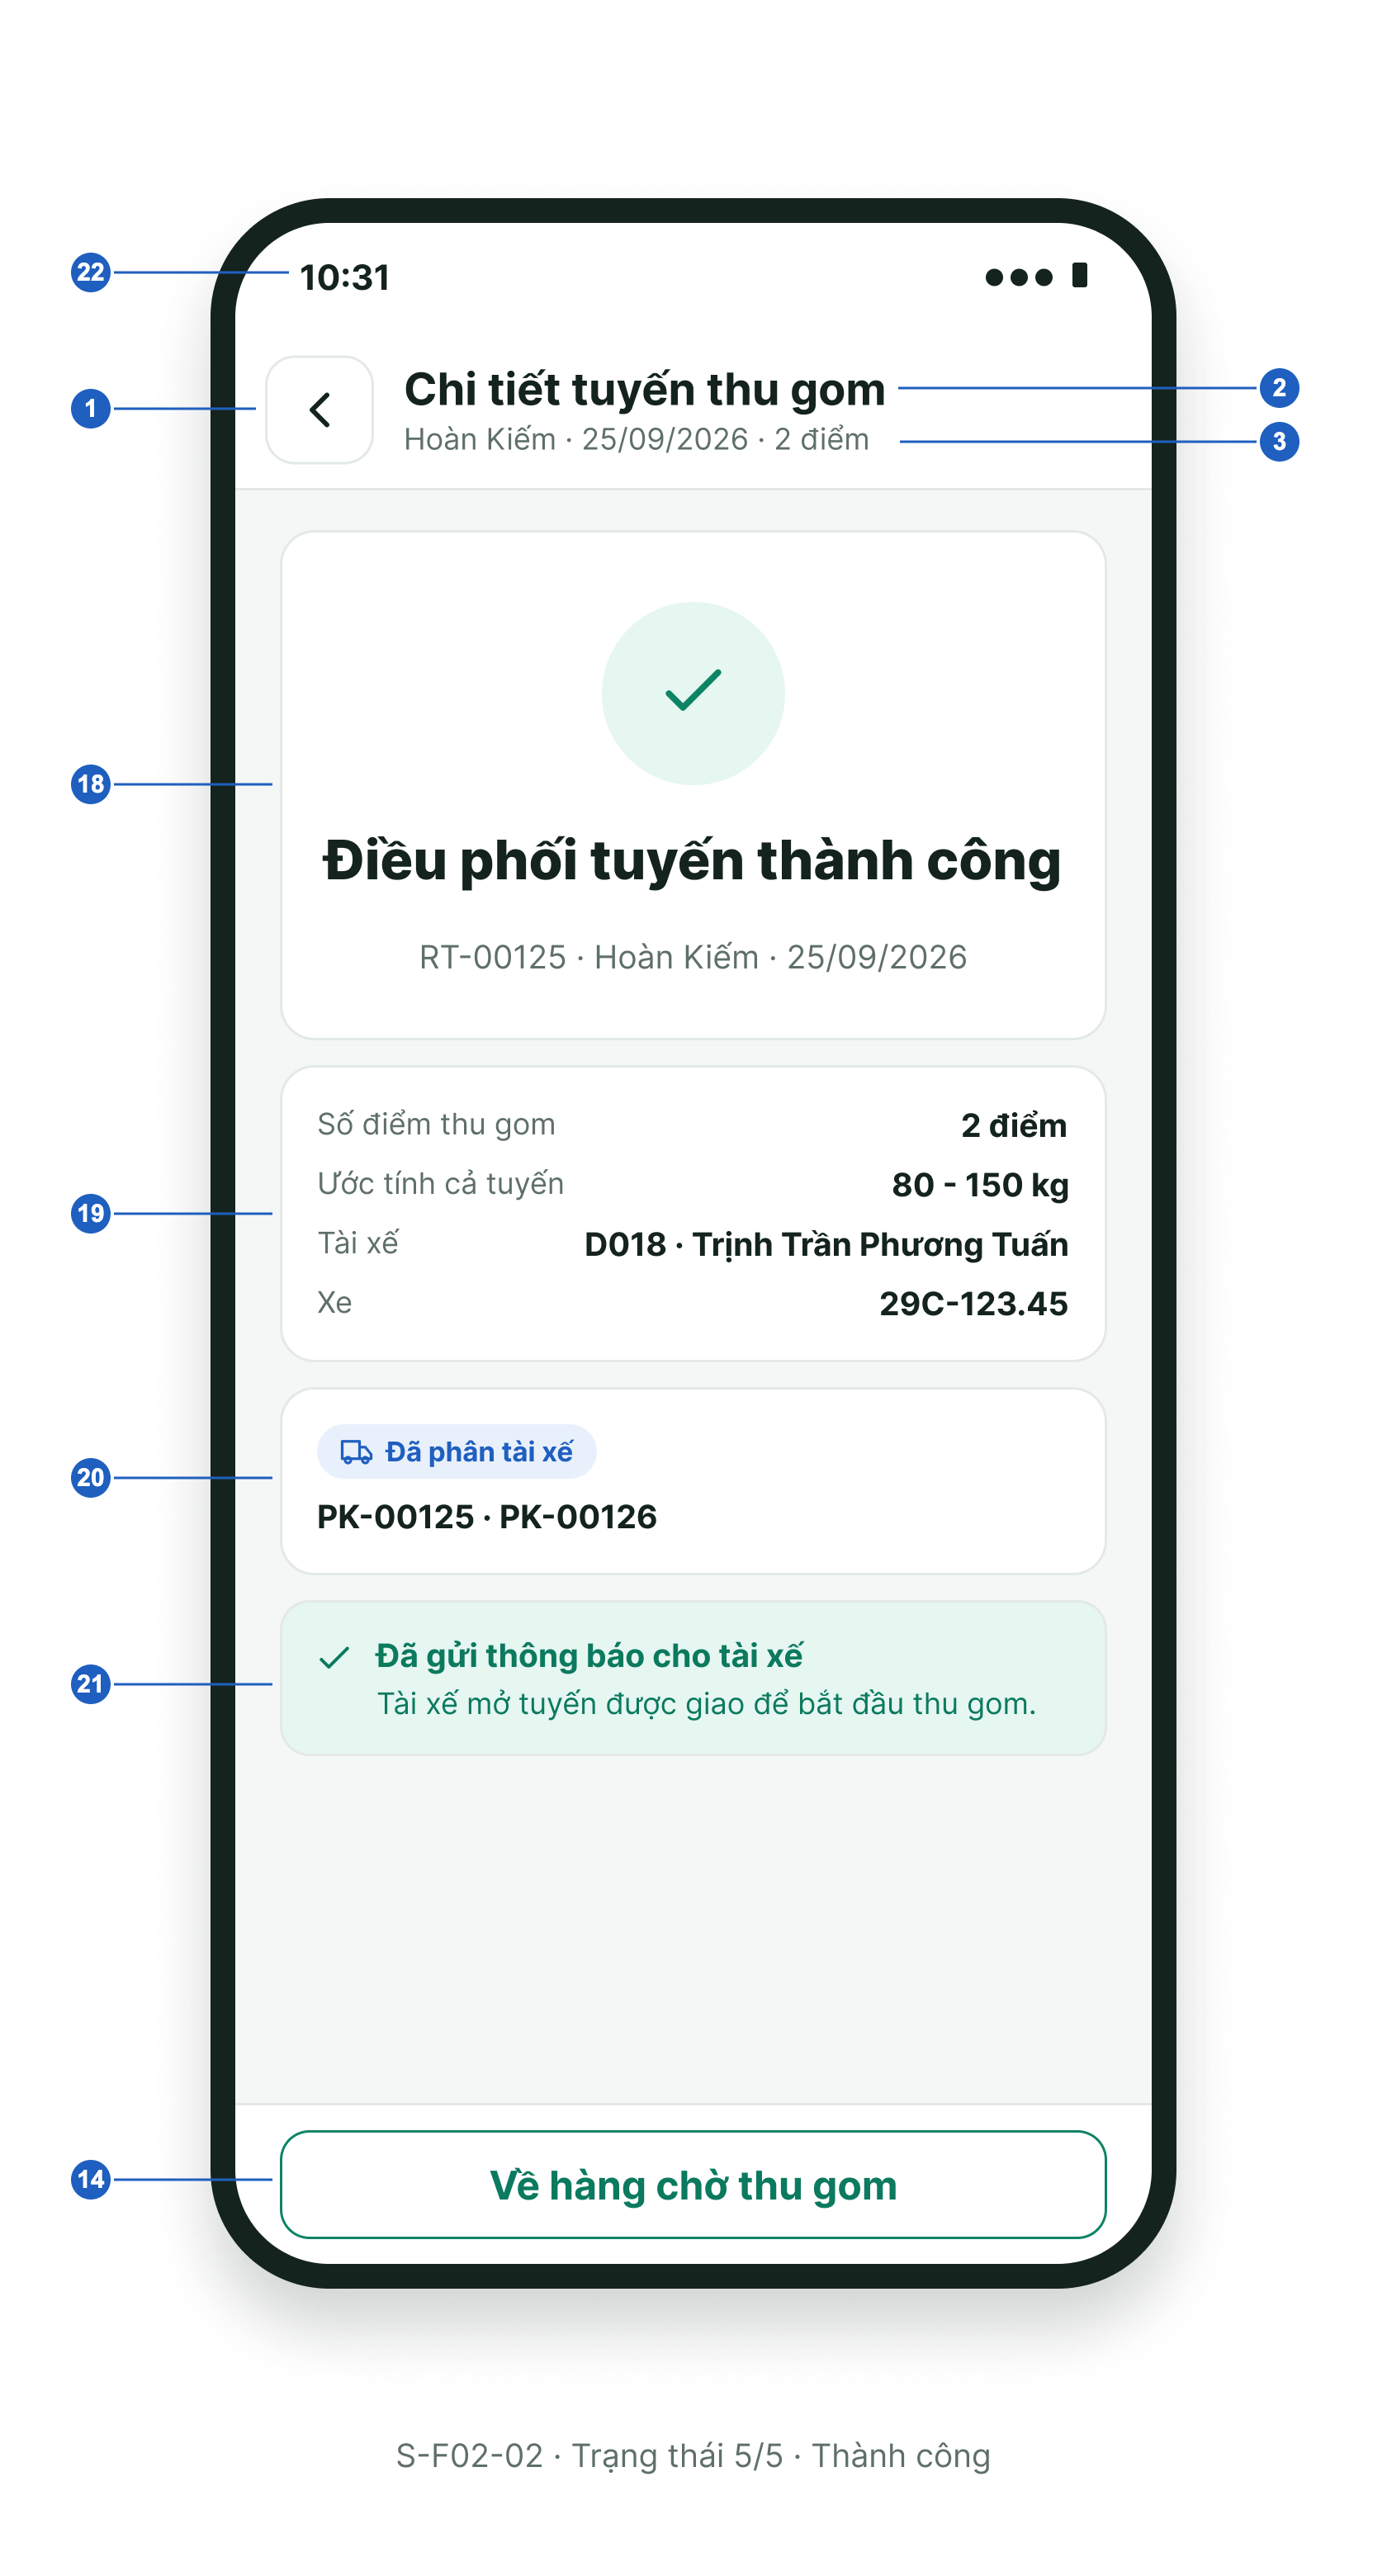 22
10:31
1
Chi tiết tuyến thu gom
2
Hoàn Kiếm · 25/09/2026 · 2 điểm
3
18
Điều phối tuyến thành công
RT-00125 · Hoàn Kiếm · 25/09/2026
Số điểm thu gom 2 điểm
Ước tính cả tuyến 80 - 150 kg
19
Tài xế D018 · Trịnh Trần Phương Tuấn
Xe 29C-123.45
Đã phân tài xế
20
PK-00125 · PK-00126
Đã gửi thông báo cho tài xế
21
Tài xế mở tuyến được giao để bắt đầu thu gom.
14
Về hàng chờ thu gom
S-F02-02 · Trạng thái 5/5 · Thành công